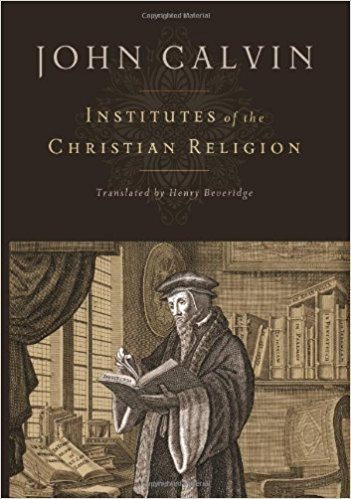 JOHN CALVIN
INSTITUTES of the
CHRISTIAN RELIGION
Translated by Henry Beveridge